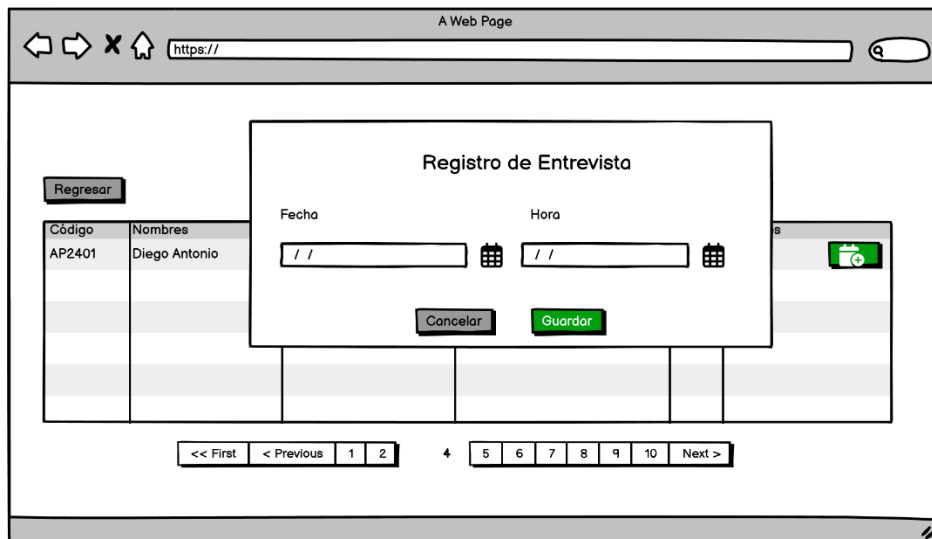 A Web Page
https://
Registro de Entrevista
Regresar
Fecha Hora
Código Nombres
AP2401 Diego Antonio
/ / / /
Cancelar Guardar
<< First < Previous 1 2 4 5 6 7 8 9 10 Next >